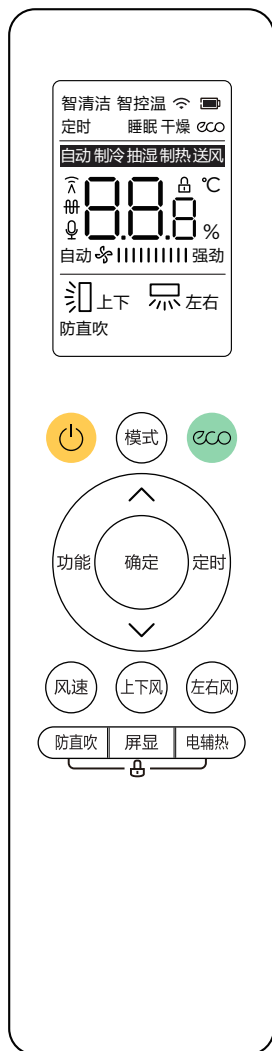 智清洁 智控温
定时 睡眠 干燥 eco
自动 制冷 抽湿 制热 送风
88.8 ℃
%
自动 强劲
上下 左右
防直吹
模式 eco
功能 确定 定时
风速 上下风 左右风
防直吹 屏显 电辅热